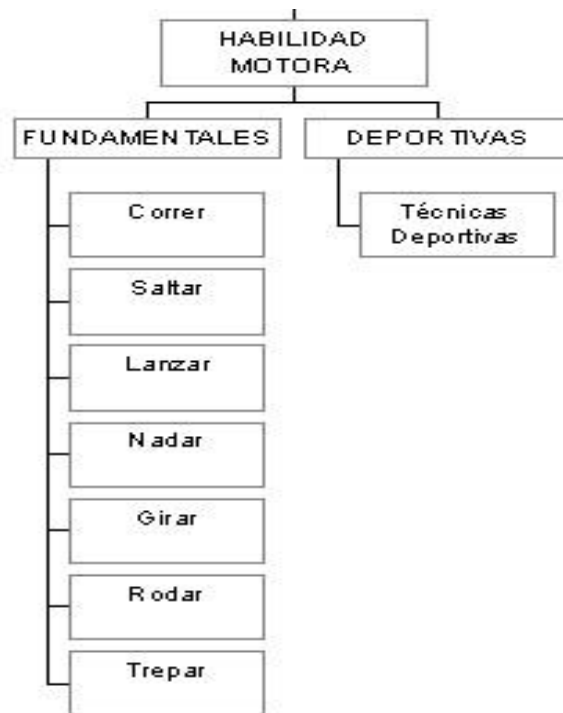 HABILIDAD
MOTORA
FUNDAMENTALES
DEPORTIVAS
Correr
Saltar
Lanzar
Nadar
Girar
Rodar
Trepar
Técnicas
Deportivas